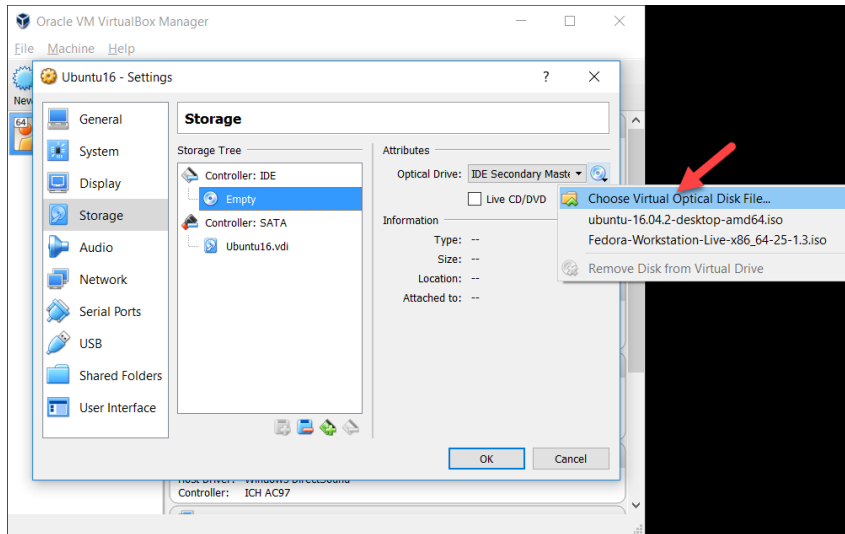 Oracle VM VirtualBox Manager
File Machine Help
New
64
Ubuntu16 - Settings
?
General
System
Display
Storage
Audio
Network
Serial Ports
USB
Shared Folders
User Interface
Storage
Storage Tree
Controller: IDE
Empty
Controller: SATA
Ubuntu16.vdi
Attributes
Optical Drive: IDE Secondary Maste
Live CD/DVD
Information
Type: --
Size: --
Location: --
Attached to: --
Choose Virtual Optical Disk File...
ubuntu-16.04.2-desktop-amd64.iso
Fedora-Workstation-Live-x86_64-25-1.3.iso
Remove Disk from Virtual Drive
OK Cancel
Host Driver: Windows DirectSound
Controller: ICH AC97